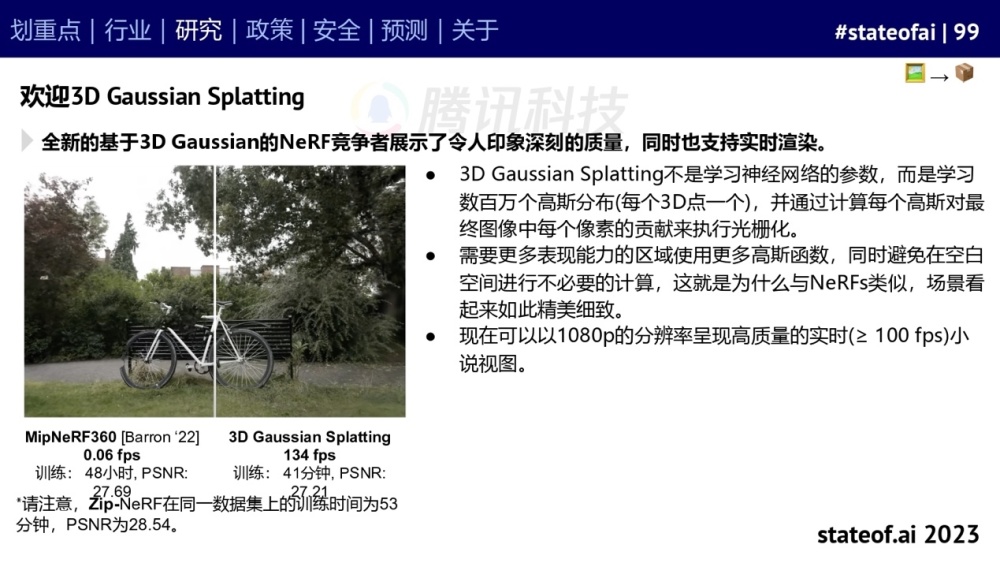 划重点 | 行业 | 研究 | 政策 | 安全 | 预测 | 关于
#stateofai | 99
欢迎3D Gaussian Splatting
腾讯科技
全新的基于3D Gaussian的NeRF竞争者展示了令人印象深刻的质量，同时也支持实时渲染。
● 3D Gaussian Splatting不是学习神经网络的参数，而是学习
数百万个高斯分布(每个3D点一个)，并通过计算每个高斯对最
终图像中每个像素的贡献来执行光栅化。
● 需要更多表现能力的区域使用更多高斯函数，同时避免在空白
空间进行不必要的计算，这就是为什么与NeRFs类似，场景看
起来如此精美细致。
● 现在可以以1080p的分辨率呈现高质量的实时(≥ 100 fps)小
说视图。
MipNeRF360 [Barron ‘22]
0.06 fps
训练： 48小时, PSNR:
27.69
3D Gaussian Splatting
134 fps
训练： 41分钟, PSNR:
27.21
*请注意，Zip-NeRF在同一数据集上的训练时间为53
分钟，PSNR为28.54。
stateof.ai 2023